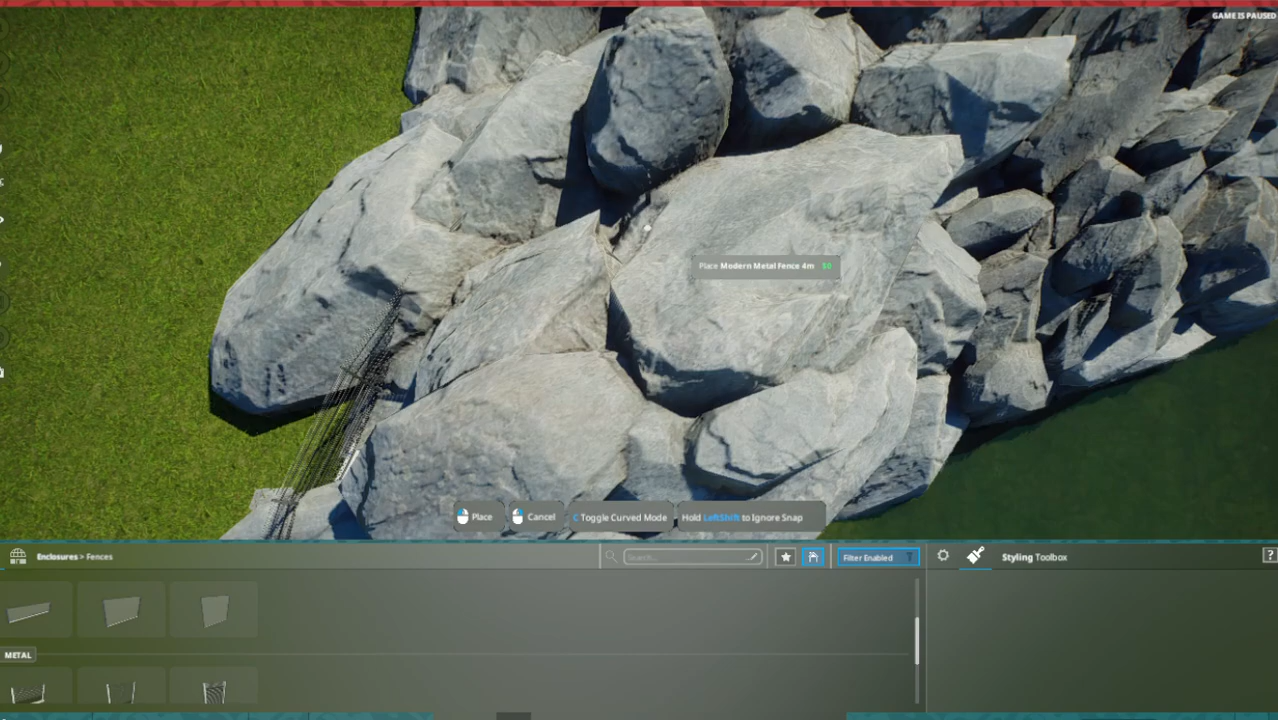 GAME IS PAUSED
Place Modern Metal Fence 4m $0
Place
Cancel
C Toggle Curved Mode
Hold LeftShift to Ignore Snap
Enclosures > Fences
Search...
Filter Enabled
Styling Toolbox
?
METAL